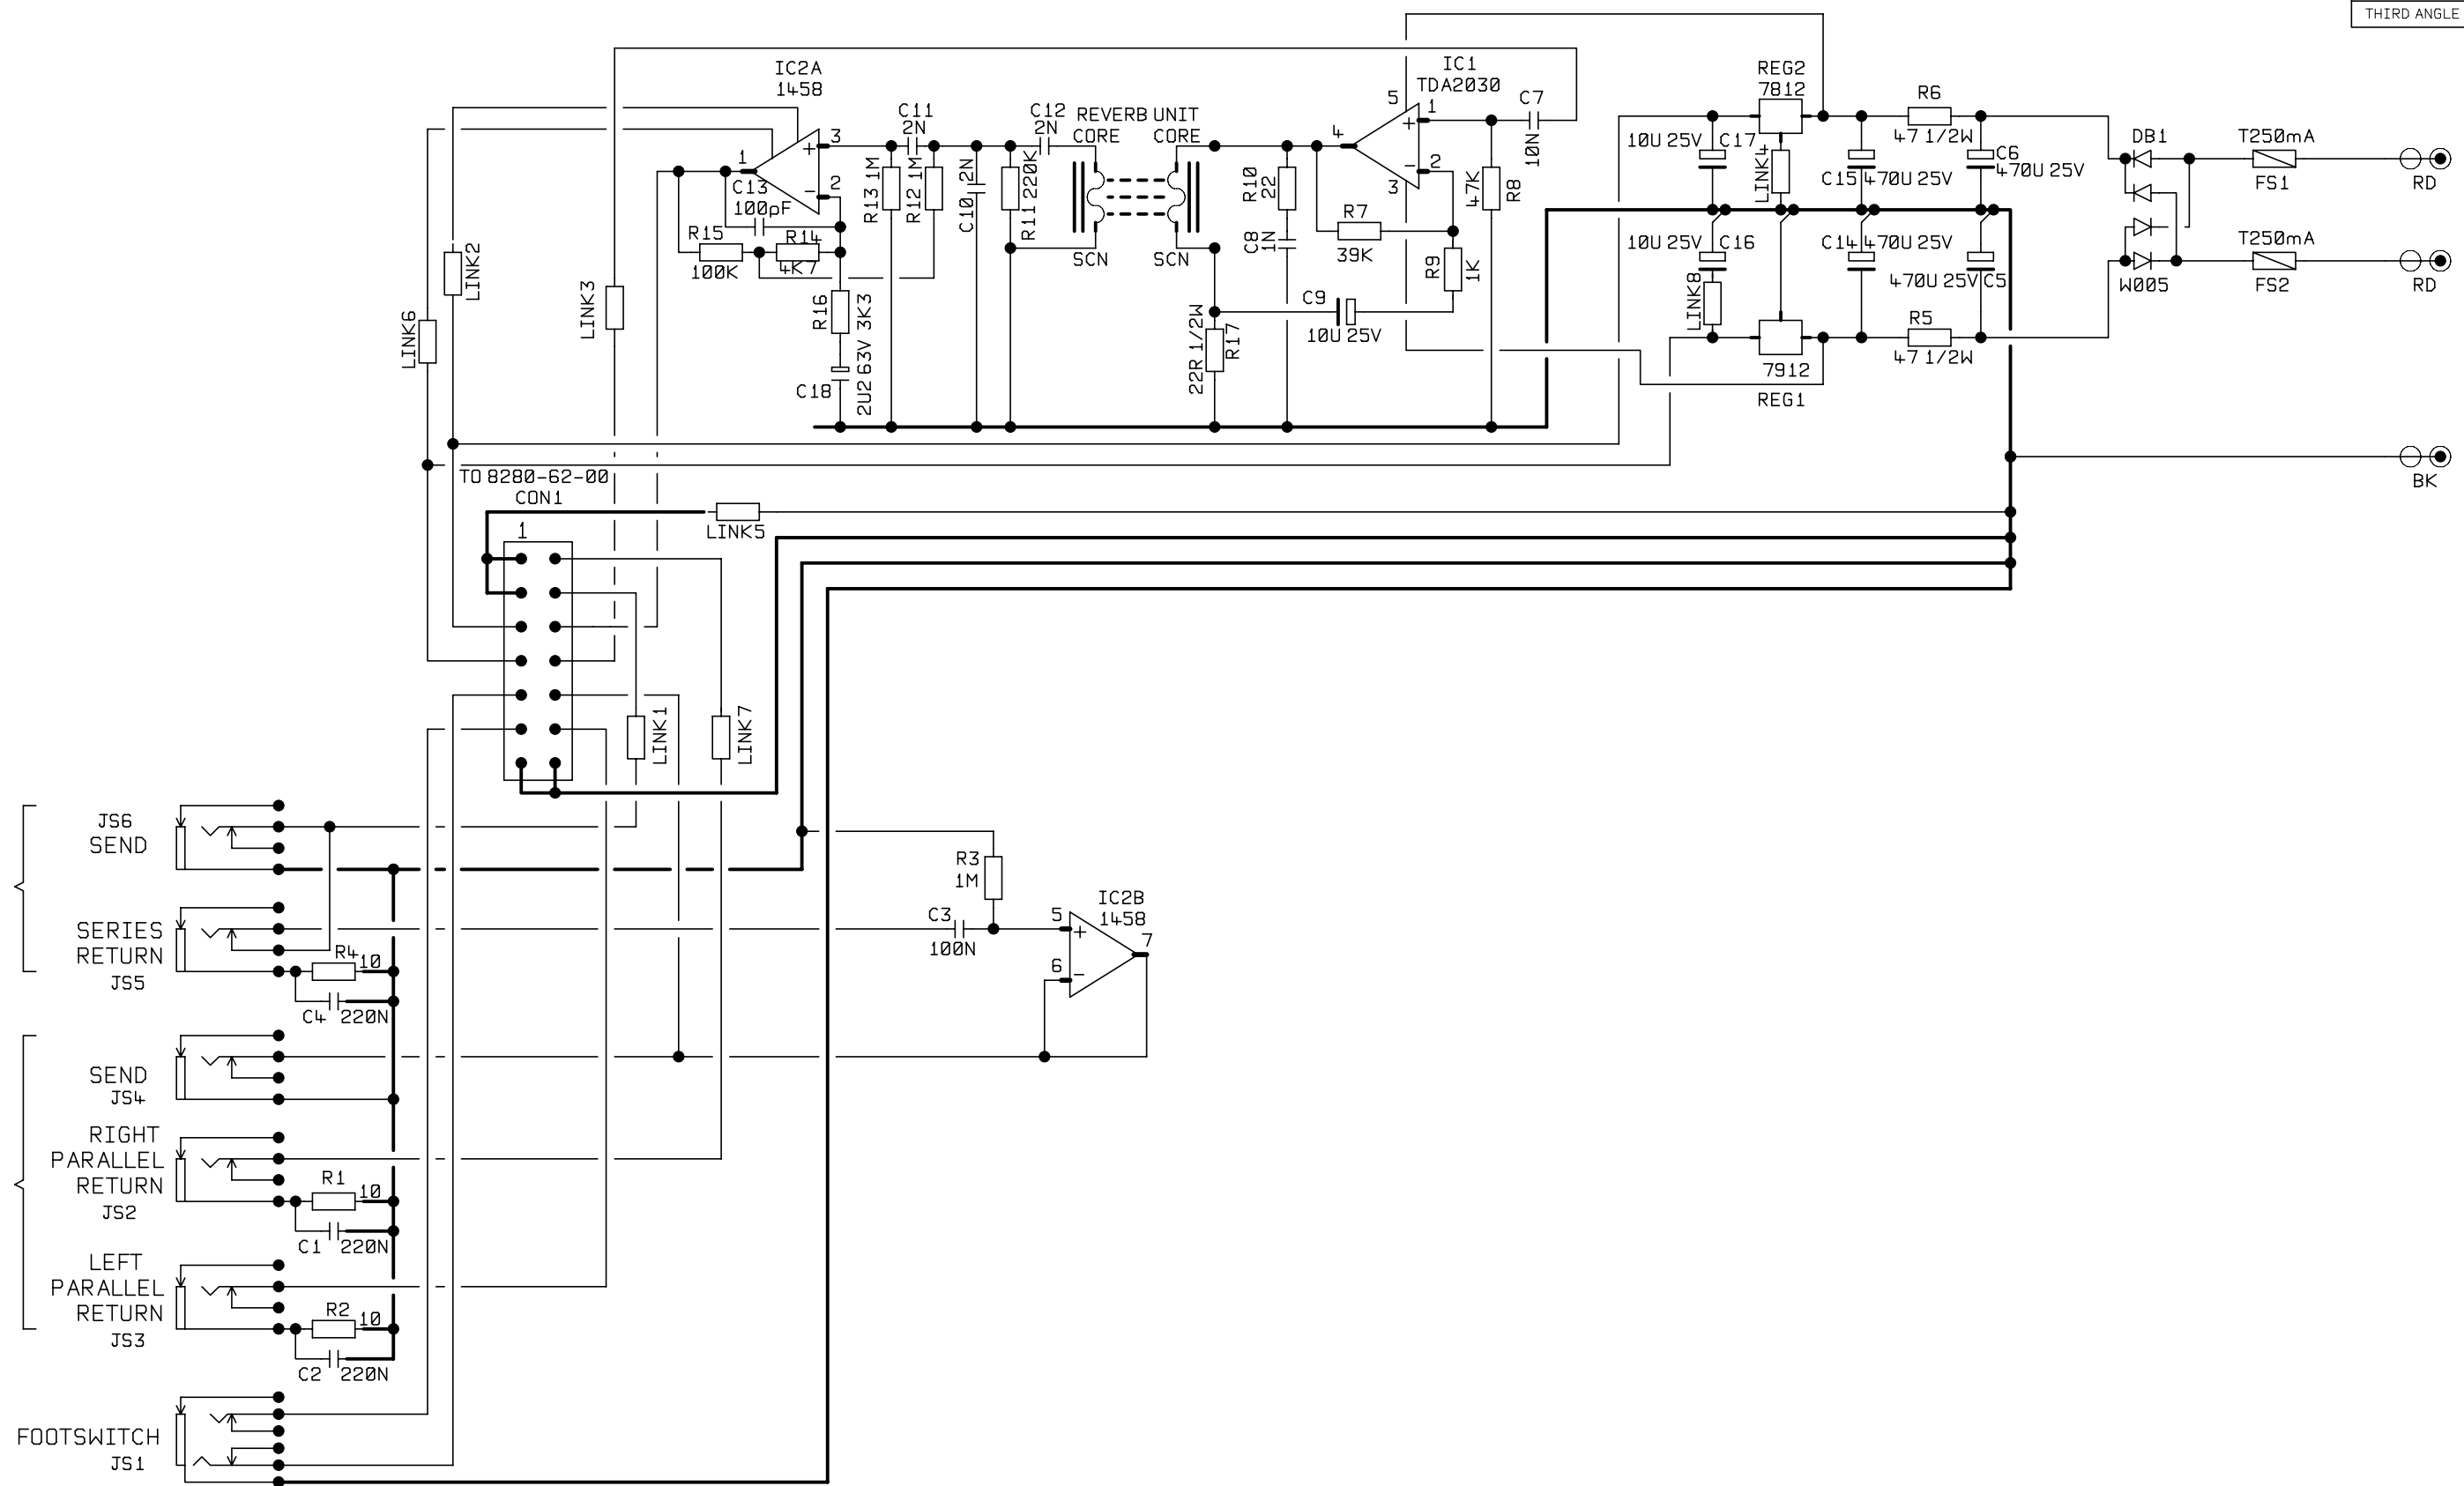 THIRD ANGLE
IC2A
1458
3
1
2
C11
2N
C12
2N
REVERB UNIT
CORE
CORE
SCN
SCN
IC1
TDA2030
5
1
4
2
3
C7
10N
REG2
7812
R6
47 1/2W
10U 25V
C17
LINK4
C15
470U 25V
C6
470U 25V
DB1
W005
T250mA
FS1
RD
T250mA
FS2
RD
C13
100pF
R13 1M
R12 1M
C10 2N
R11 220K
R10
22
C8
1N
R7
39K
47K
R8
R9
1K
R15
100K
R14
4K7
R16
3K3
C18
2U2 63V
C9
10U 25V
22R 1/2W
R17
10U 25V
C16
LINK8
C14
470U 25V
470U 25V
C5
R5
47 1/2W
7912
REG1
LINK2
LINK6
LINK3
BK
TO 8280-62-00
CON1
1
LINK5
LINK1
LINK7
JS6
SEND
SERIES
RETURN
JS5
R4
10
C4
220N
R3
1M
C3
100N
IC2B
1458
5
6
7
SEND
JS4
RIGHT
PARALLEL
RETURN
JS2
R1
10
C1
220N
LEFT
PARALLEL
RETURN
JS3
R2
10
C2
220N
FOOTSWITCH
JS1